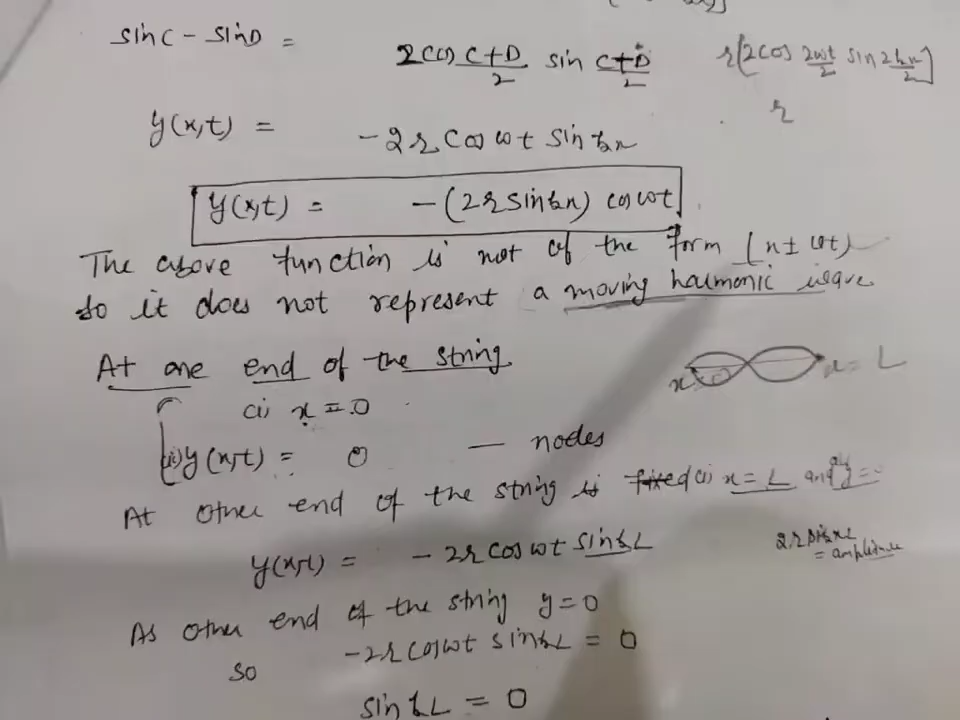 sinC - sinD =
2cos C+D/2 sin C+D/2
r[2cos 2ωt/2 sin 2kx/2]
r
y(x,t) = -2r cos ωt sin kx
y(x,t) = -(2r sin kx) cos ωt
The above function is not of the form (x ± ωt)
so it does not represent a moving harmonic wave
At one end of the string
x=0 x = L
(i) x = 0
(ii) y(x,t) = 0 — nodes
At other end of the string is fixed (i) x = L and y =
y(x,t) = -2r cos ωt sin kL
2r sin kL
= amplitude
As other end of the string y = 0
so -2r cos ωt sin kL = 0
sin kL = 0